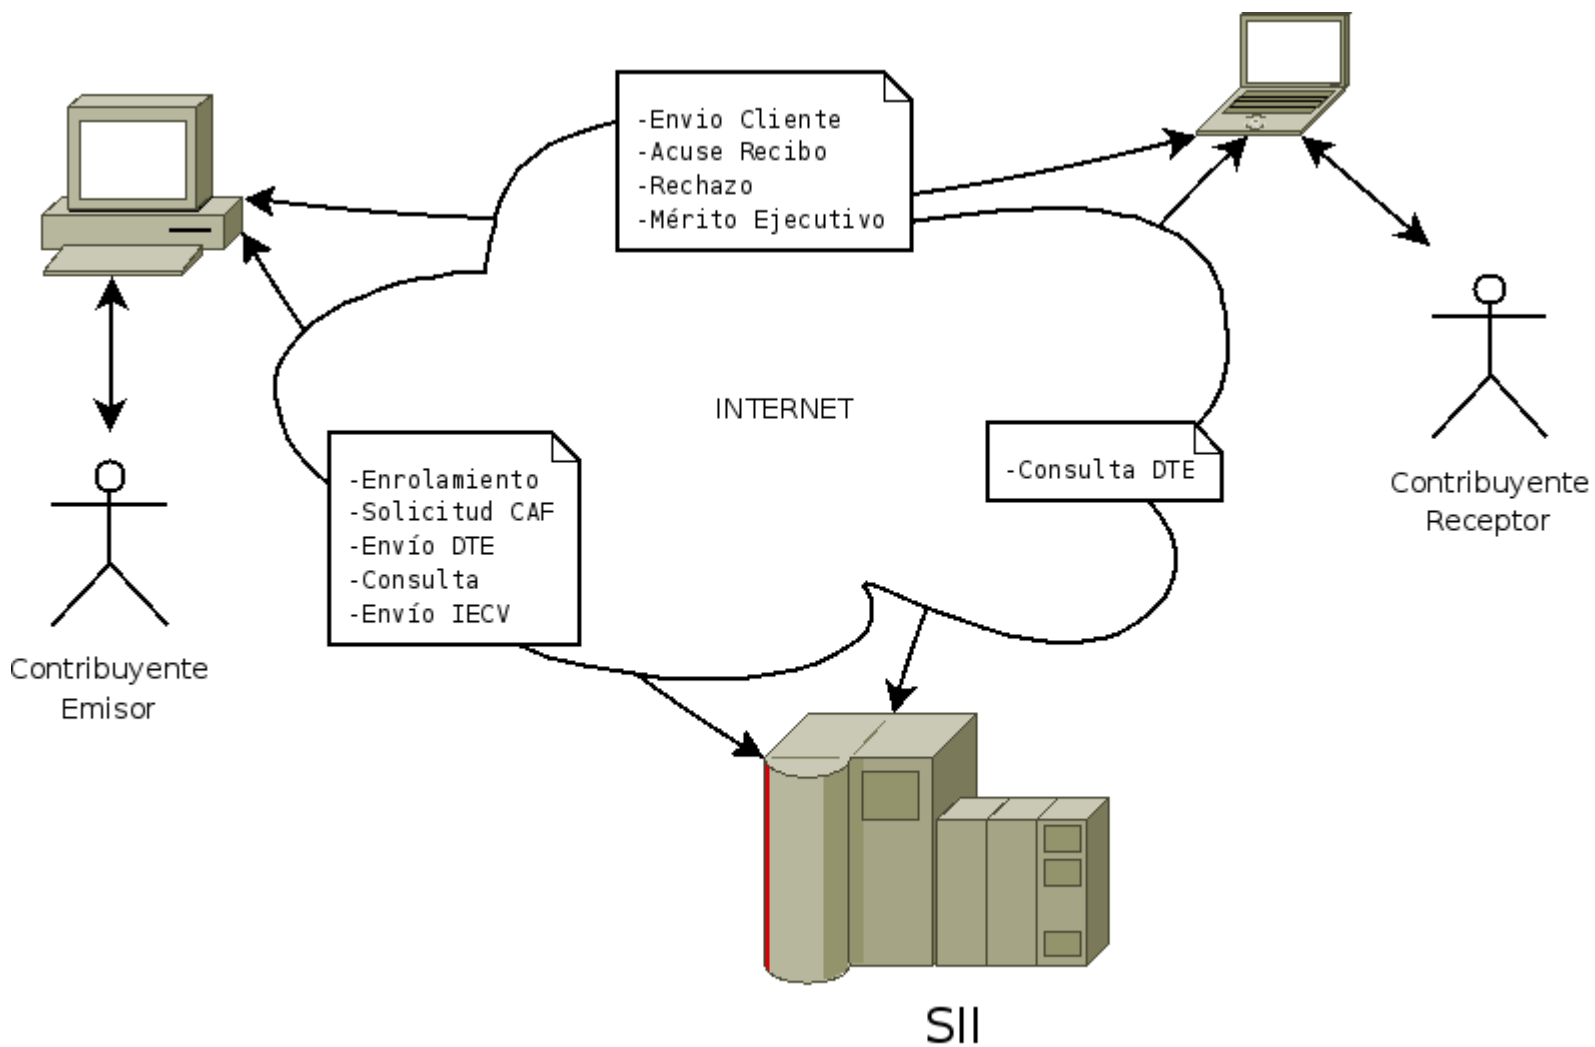 -Envio Cliente
-Acuse Recibo
-Rechazo
-Mérito Ejecutivo
INTERNET
-Consulta DTE
-Enrolamiento
-Solicitud CAF
-Envío DTE
-Consulta
-Envío IECV
Contribuyente
Receptor
Contribuyente
Emisor
SII